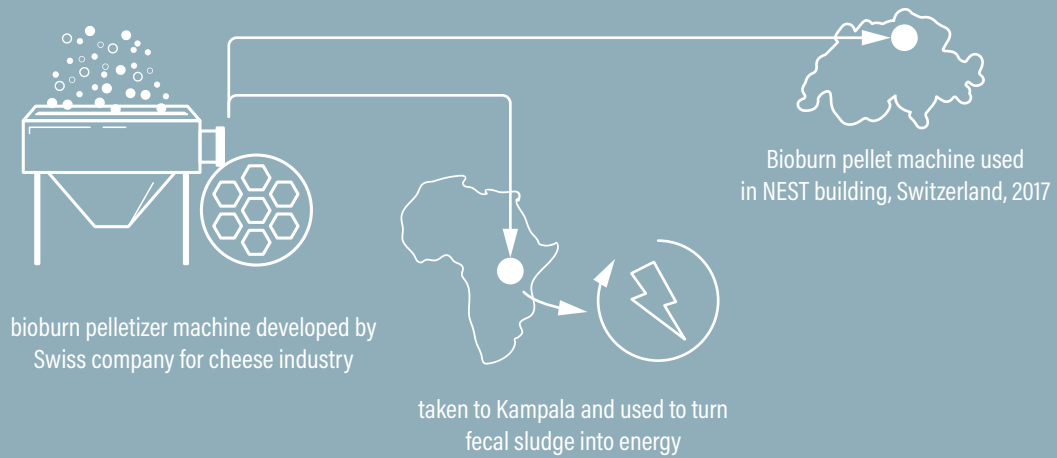 bioburn pelletizer machine developed by
Swiss company for cheese industry
taken to Kampala and used to turn
fecal sludge into energy
Bioburn pellet machine used
in NEST building, Switzerland, 2017